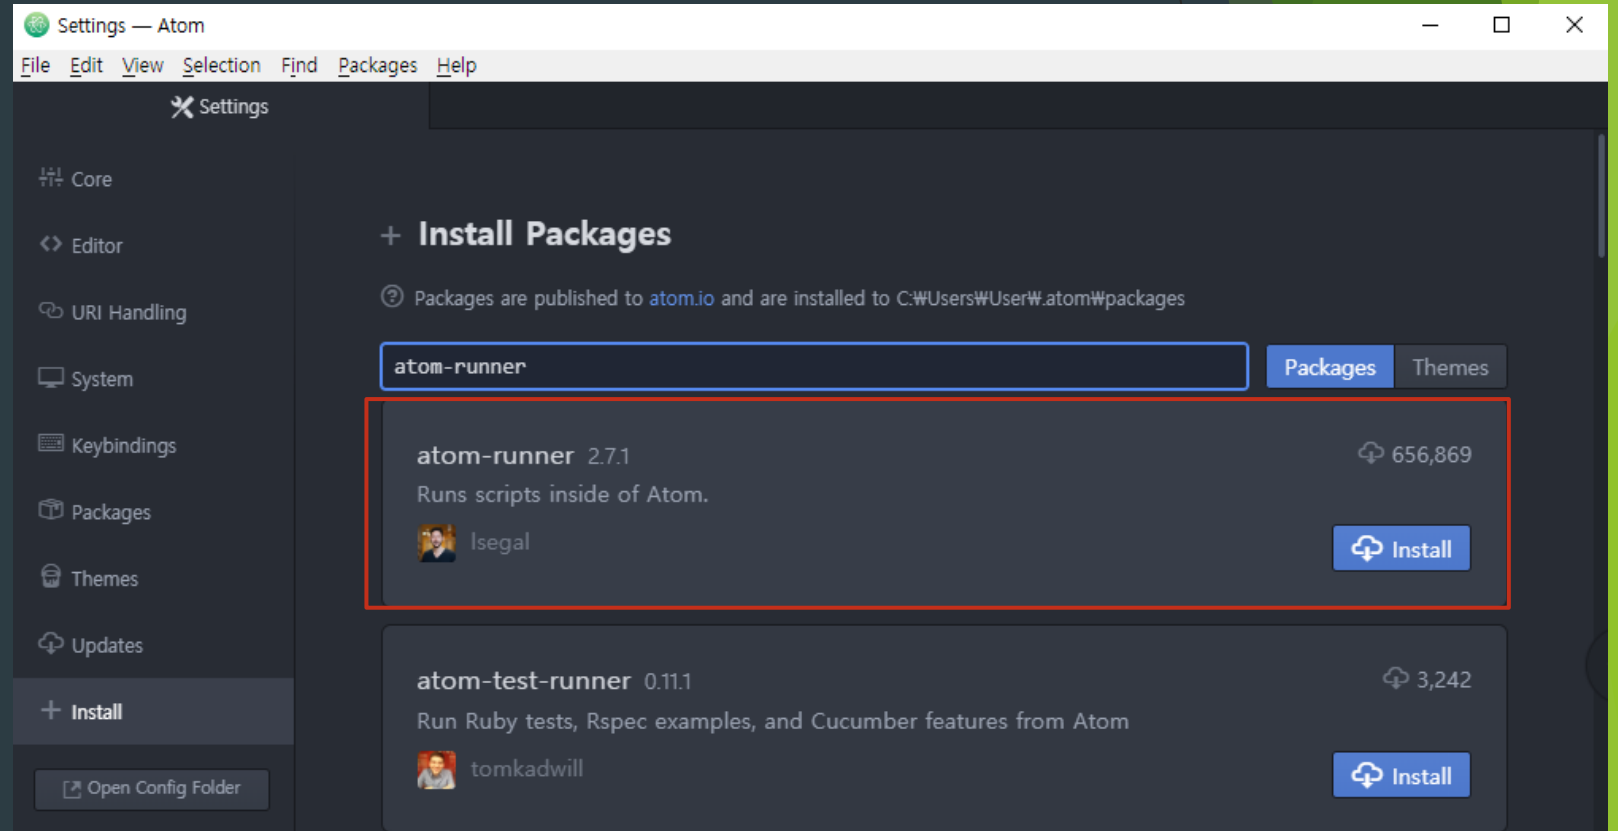 Settings — Atom
File Edit View Selection Find Packages Help
Settings
Core
Editor
URI Handling
System
Keybindings
Packages
Themes
Updates
Install
Open Config Folder
Install Packages
Packages are published to atom.io and are installed to C:₩Users₩User₩.atom₩packages
atom-runner
Packages Themes
atom-runner 2.7.1 656,869
Runs scripts inside of Atom.
lsegal
Install
atom-test-runner 0.11.1 3,242
Run Ruby tests, Rspec examples, and Cucumber features from Atom
tomkadwill
Install